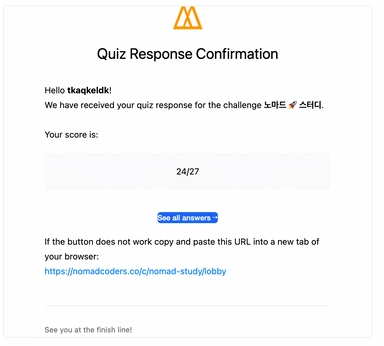 Quiz Response Confirmation
Hello tkaqkeldk!
We have received your quiz response for the challenge 노마드 🚀 스터디.
Your score is:
24/27
See all answers →
If the button does not work copy and paste this URL into a new tab of
your browser:
https://nomadcoders.co/c/nomad-study/lobby
See you at the finish line!